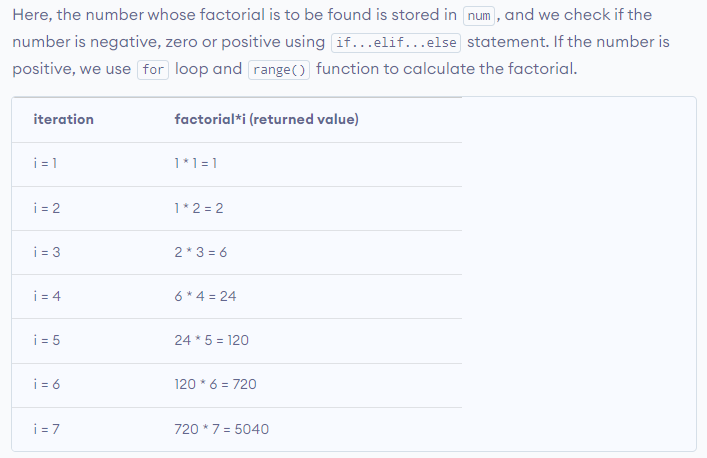 Here, the number whose factorial is to be found is stored in num, and we check if the
number is negative, zero or positive using if...elif...else statement. If the number is
positive, we use for loop and range() function to calculate the factorial.
iteration factorial*i (returned value)
i = 1 1 * 1 = 1
i = 2 1 * 2 = 2
i = 3 2 * 3 = 6
i = 4 6 * 4 = 24
i = 5 24 * 5 = 120
i = 6 120 * 6 = 720
i = 7 720 * 7 = 5040